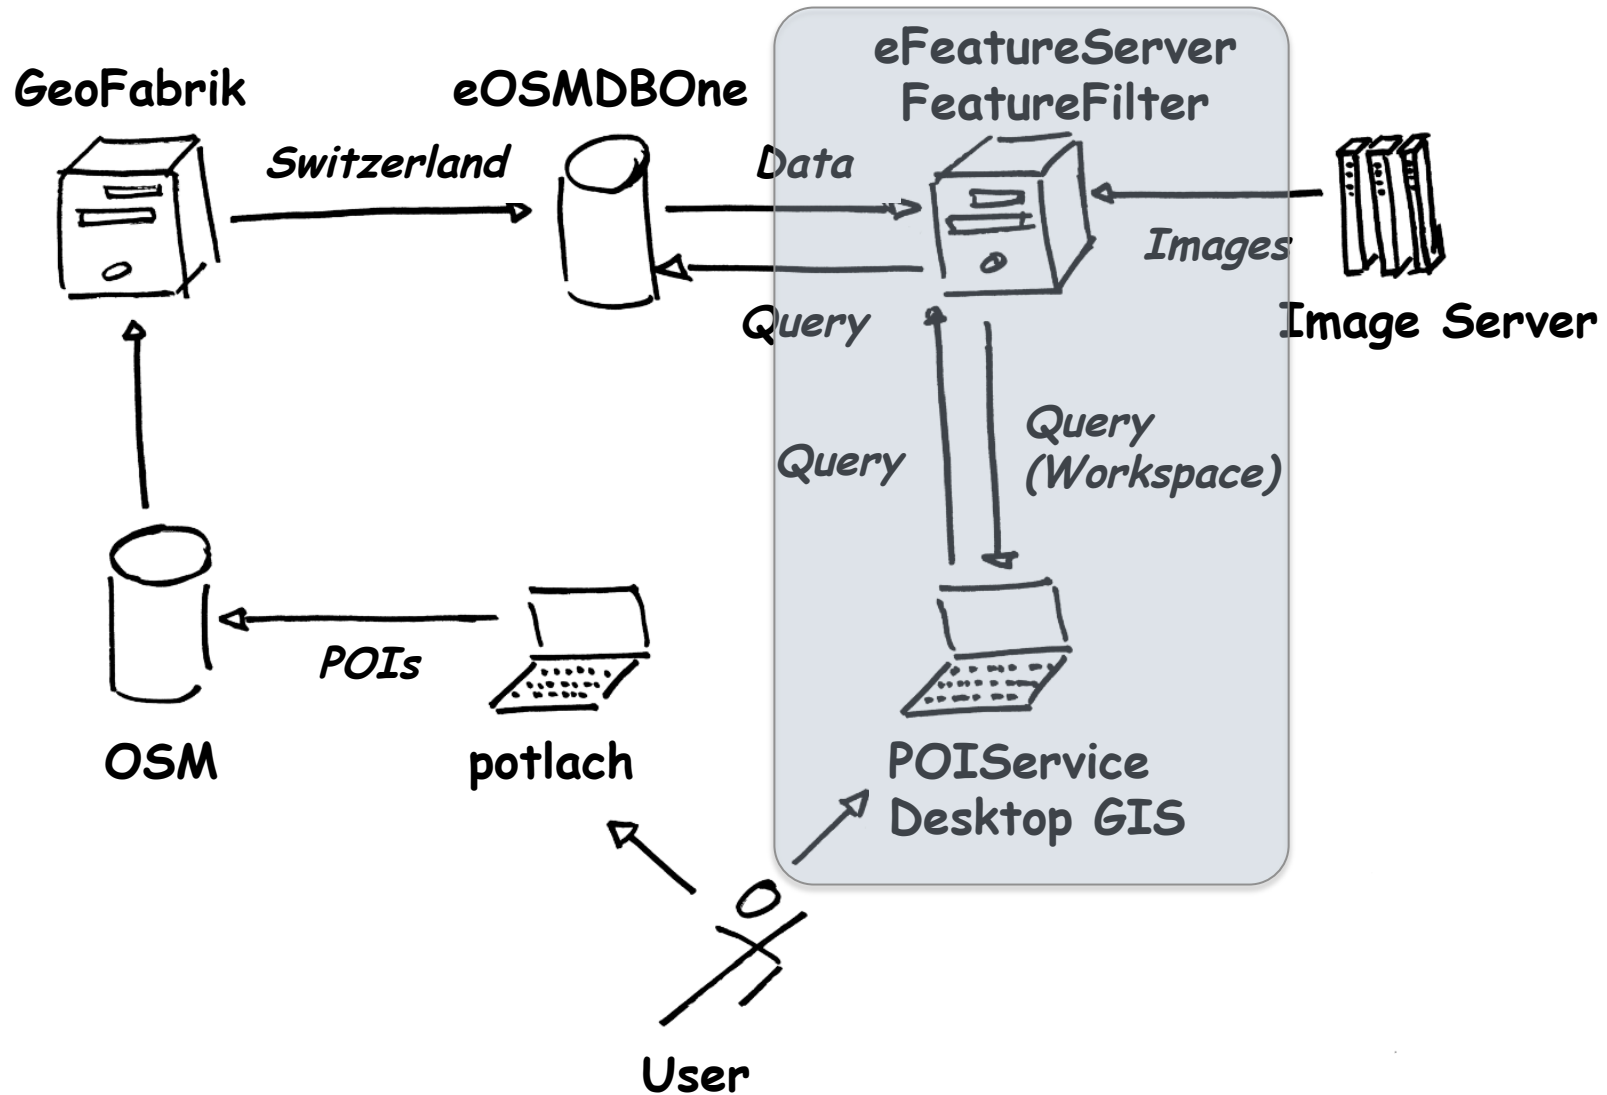 eFeatureServer
FeatureFilter
GeoFabrik
eOSMDBOne
Switzerland
Data
Images
Query
Image Server
Query
Query
(Workspace)
POIs
OSM
potlach
POIService
Desktop GIS
User